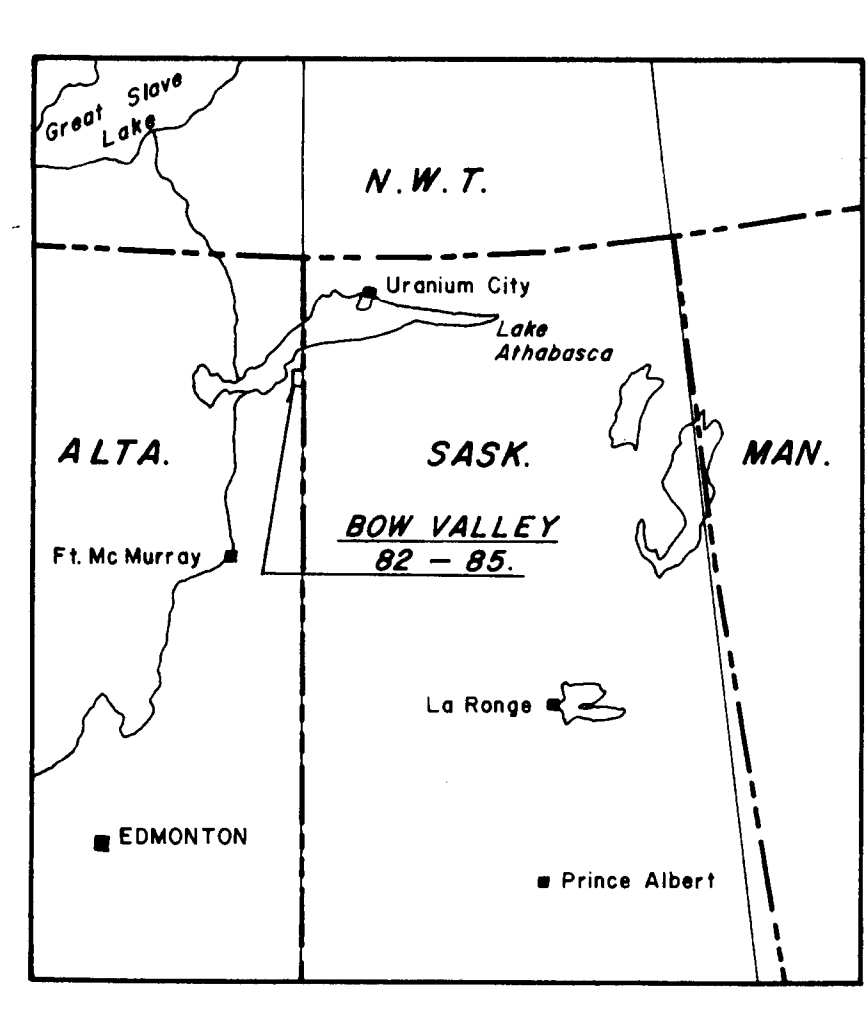 Great Slave
Lake
N.W.T.
Uranium City
Lake
Athabasca
ALTA.
SASK.
MAN.
BOW VALLEY
82 – 85.
Ft. Mc Murray
La Ronge
EDMONTON
Prince Albert